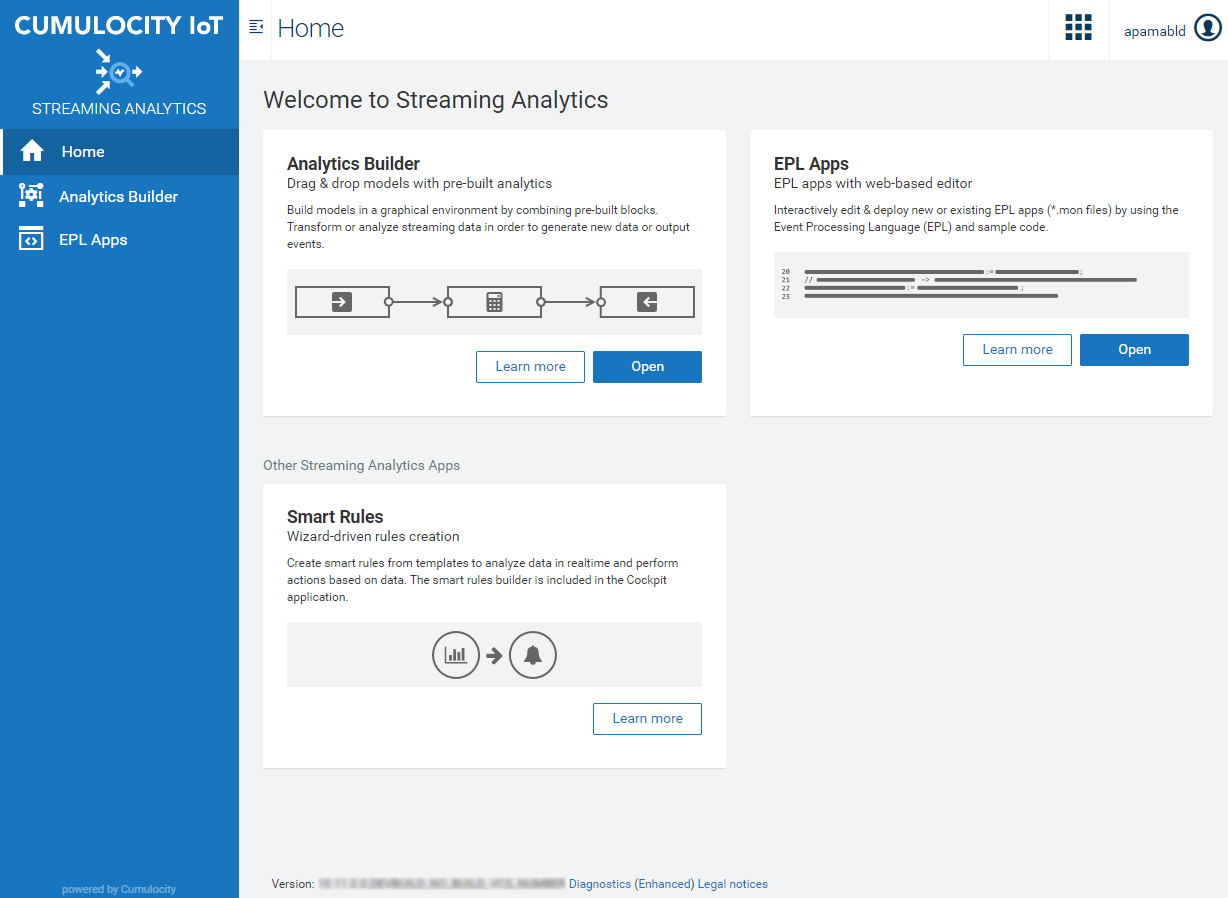 CUMULOCITY IoT
STREAMING ANALYTICS
Home
Analytics Builder
EPL Apps
powered by Cumulocity
Home
apamabld
Welcome to Streaming Analytics
Analytics Builder
Drag & drop models with pre-built analytics
Build models in a graphical environment by combining pre-built blocks.
Transform or analyze streaming data in order to generate new data or output
events.
Learn more
Open
EPL Apps
EPL apps with web-based editor
Interactively edit & deploy new or existing EPL apps (*.mon files) by using the
Event Processing Language (EPL) and sample code.
20 := ;
21 // ->
22 := ;
23
Learn more
Open
Other Streaming Analytics Apps
Smart Rules
Wizard-driven rules creation
Create smart rules from templates to analyze data in realtime and perform
actions based on data. The smart rules builder is included in the Cockpit
application.
Learn more
Version: Diagnostics (Enhanced) Legal notices